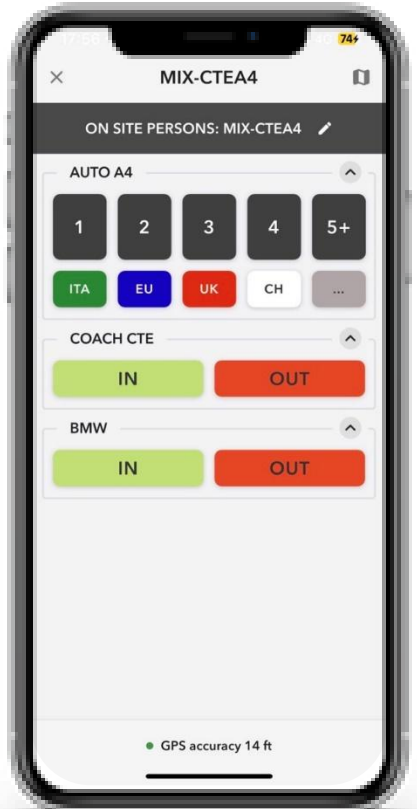 74
MIX-CTEA4
ON SITE PERSONS: MIX-CTEA4
AUTO A4
1 2 3 4 5+
ITA EU UK CH ...
COACH CTE
IN OUT
BMW
IN OUT
GPS accuracy 14 ft